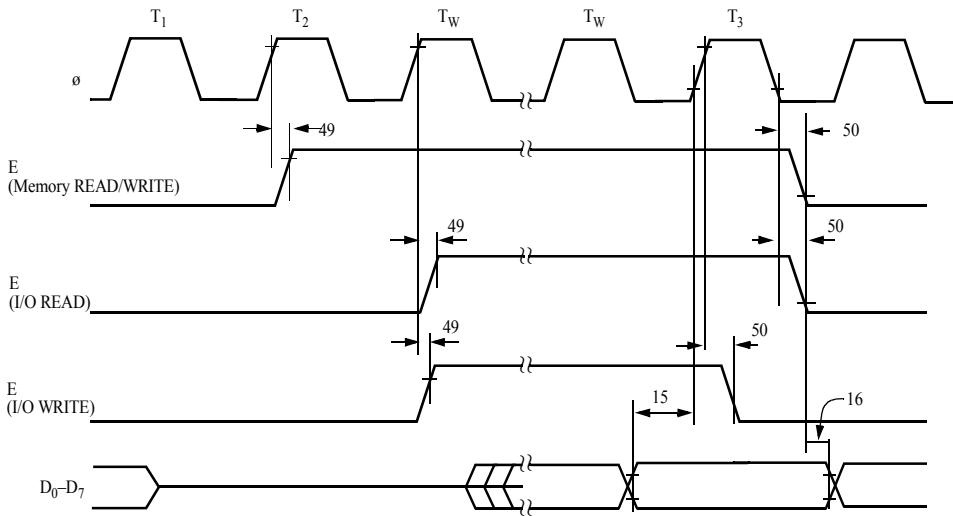 T1 T2 TW TW T3
ø
49
50
E
(Memory READ/WRITE)
49
50
E
(I/O READ)
49
50
E
(I/O WRITE)
15
16
D0–D7